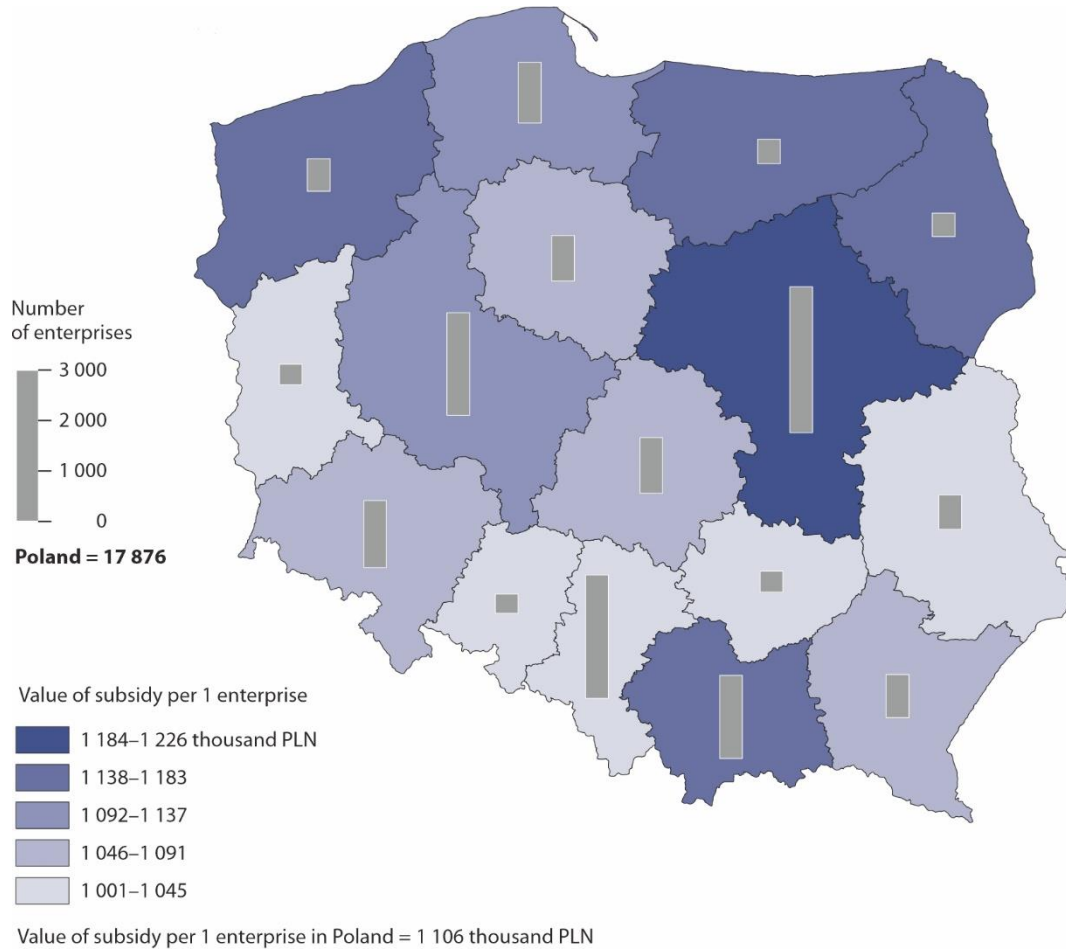 Number
of enterprises
3 000
2 000
1 000
0
Poland = 17 876
Value of subsidy per 1 enterprise
1 184–1 226 thousand PLN
1 138–1 183
1 092–1 137
1 046–1 091
1 001–1 045
Value of subsidy per 1 enterprise in Poland = 1 106 thousand PLN